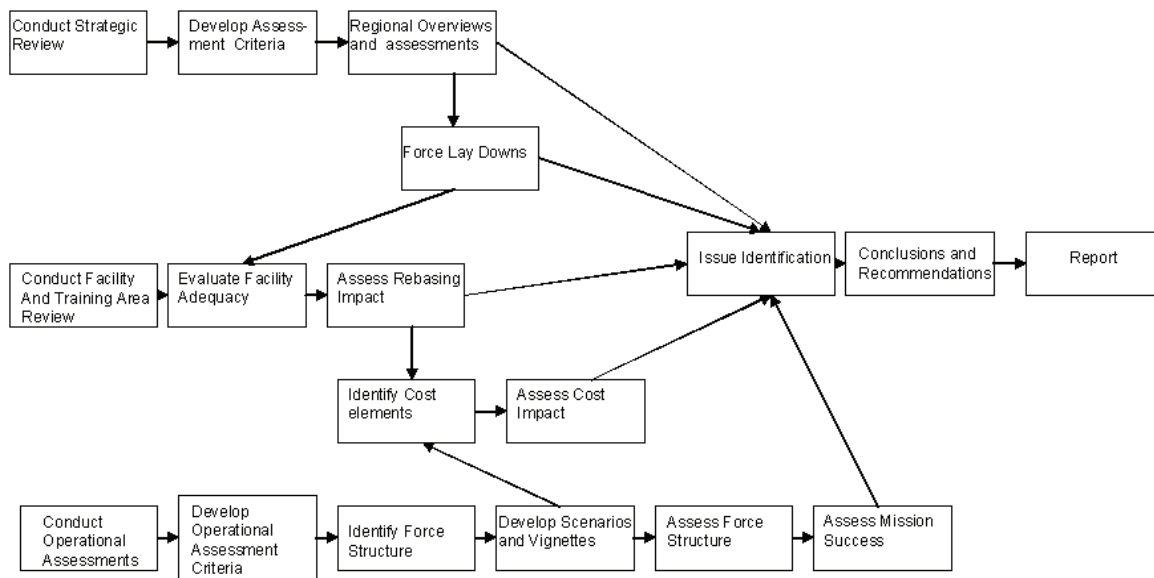 Conduct Strategic
Review
Develop Assess-
ment Criteria
Regional Overviews
and assessments
Force Lay Downs
Conduct Facility
And Training Area
Review
Evaluate Facility
Adequacy
Assess Rebasing
Impact
Issue Identification
Conclusions and
Recommendations
Report
Identify Cost
elements
Assess Cost
Impact
Conduct
Operational
Assessments
Develop
Operational
Assessment
Criteria
Identify Force
Structure
Develop Scenarios
and Vignettes
Assess Force
Structure
Assess Mission
Success